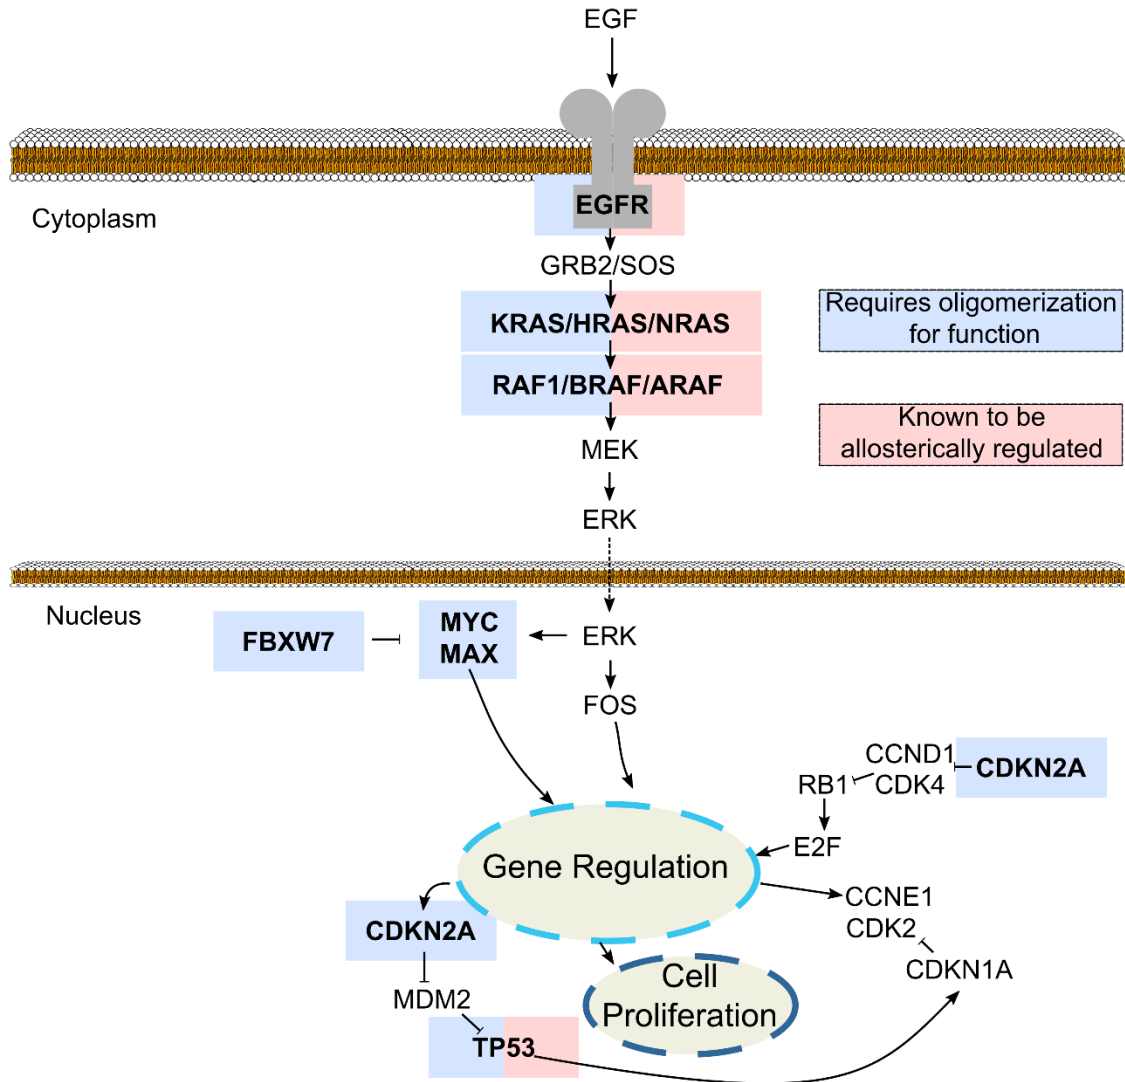 EGF
Cytoplasm
EGFR
GRB2/SOS
KRAS/HRAS/NRAS
RAF1/BRAF/ARAF
MEK
ERK
Requires oligomerization
for function
Known to be
allosterically regulated
Nucleus
FBXW7
MYC
MAX
ERK
FOS
CCND1
CDK4
CDKN2A
RB1
E2F
Gene Regulation
CCNE1
CDK2
CDKN1A
CDKN2A
MDM2
TP53
Cell
Proliferation